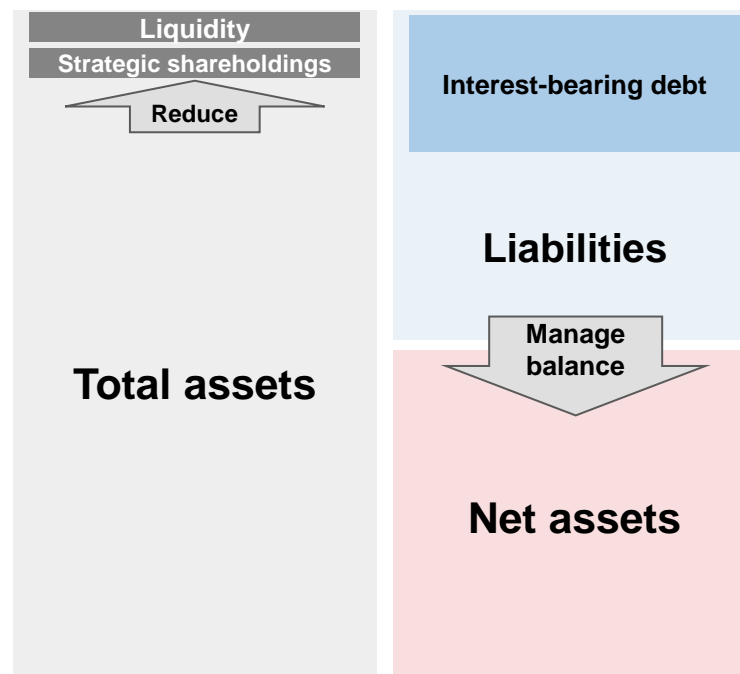 Liquidity
Strategic shareholdings
Reduce
Total assets
Interest-bearing debt
Liabilities
Manage
balance
Net assets